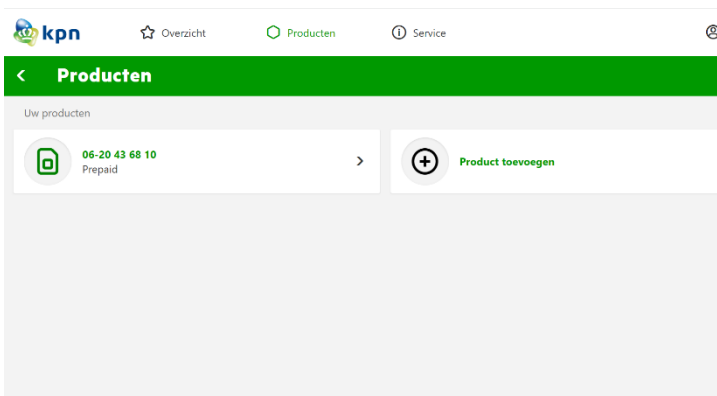 kpn
Overzicht
Producten
Service
Producten
Uw producten
06-20 43 68 10
Prepaid
Product toevoegen